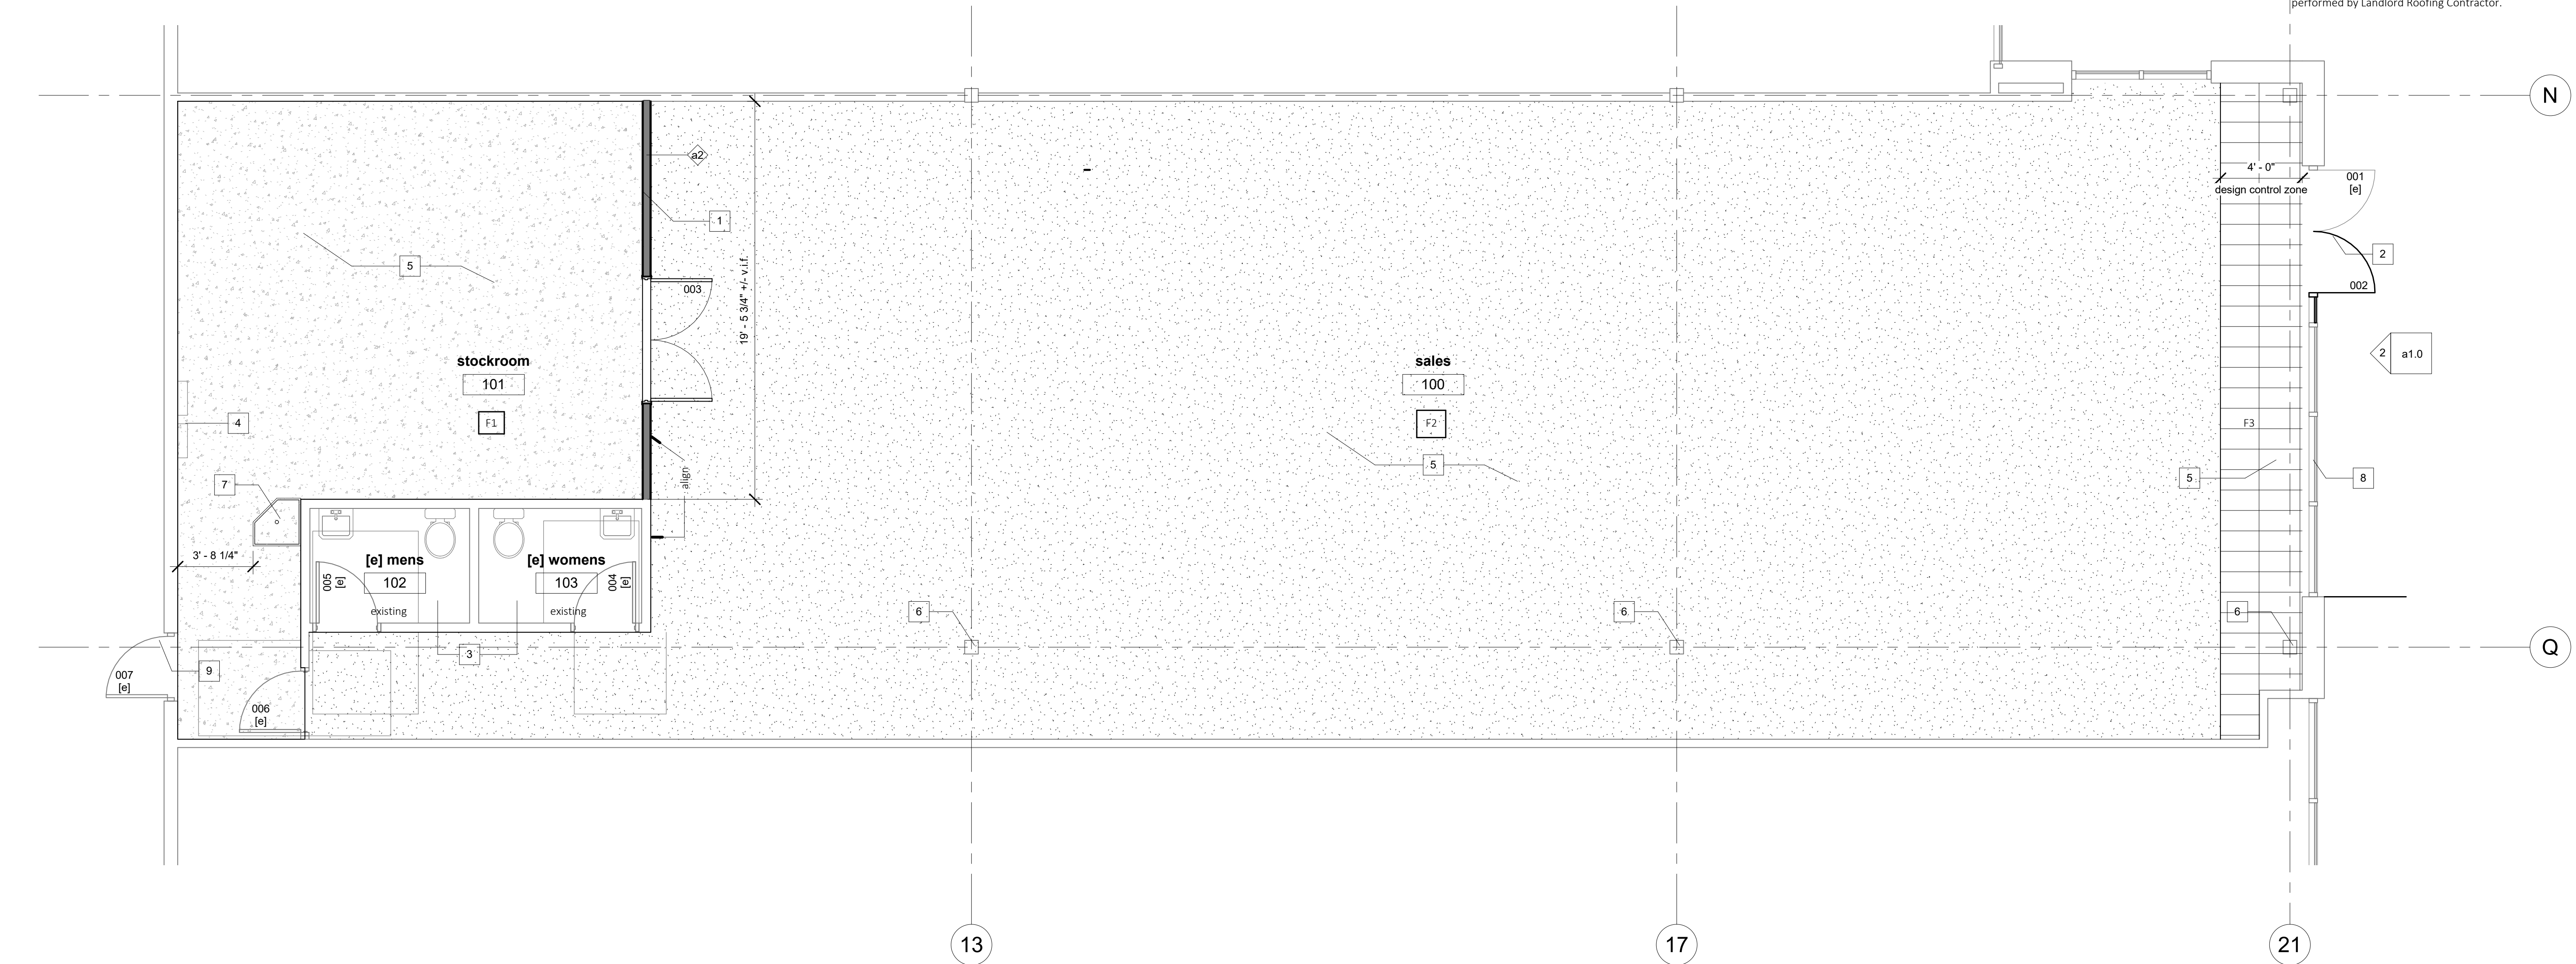 performed by Landlord Roofing Contractor.
N
a2
4' - 0"
design control zone
001
[e]
1
2
5
003
002
19' - 5 3/4" +/- v.i.f.
stockroom
101
F1
sales
100
F2
5
2
a1.0
4
F3
align
7
5
8
3' - 8 1/4"
[e] mens
102
existing
005
[e]
[e] womens
103
existing
004
[e]
6
6
6
3
Q
9
007
[e]
006
[e]
13
17
21